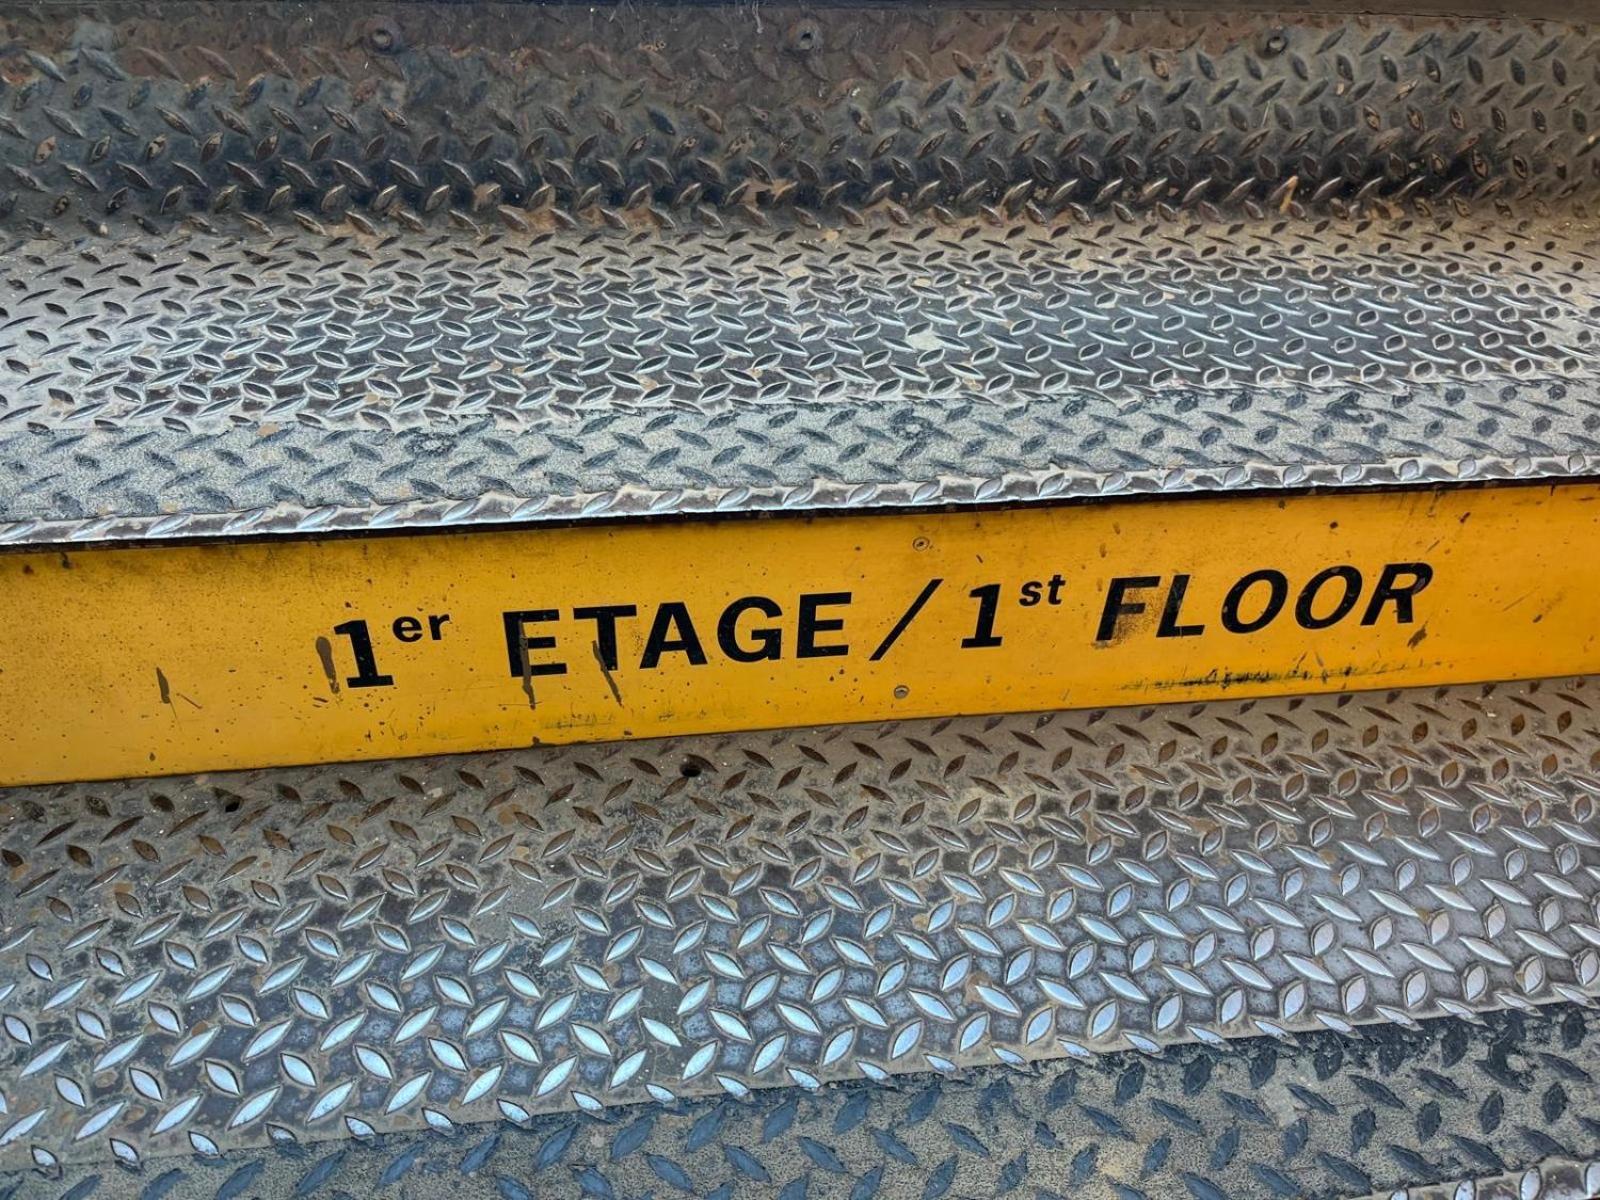 1er ETAGE / 1st FLOOR